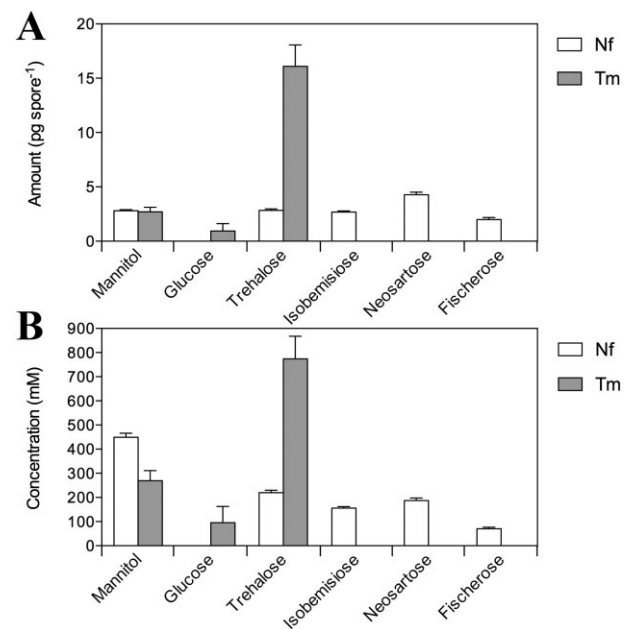 A
Amount (pg spore⁻¹)
20
15
10
5
0
Mannitol
Glucose
Trehalose
Isobemisiose
Neosartose
Fischerose
Nf
Tm
B
Concentration (mM)
900
800
700
600
500
400
300
200
100
0
Mannitol
Glucose
Trehalose
Isobemisiose
Neosartose
Fischerose
Nf
Tm